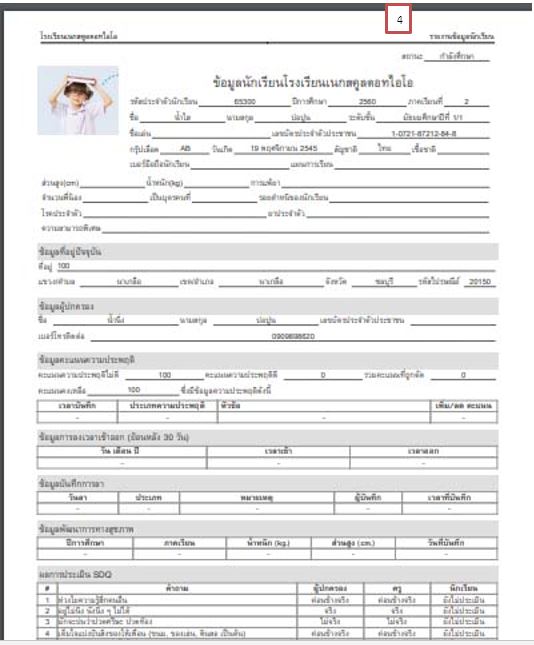 4
โรงเรียนเนกสคูลดอทไอโอ รายงานข้อมูลนักเรียน
สถานะ กำลังศึกษา
ข้อมูลนักเรียนโรงเรียนเนกสคูลดอทไอโอ
รหัสประจำตัวนักเรียน 65300 ปีการศึกษา 2560 ภาคเรียนที่ 2
ชื่อ น้ำใส นามสกุล ปอปูน ระดับชั้น มัธยมศึกษาปีที่ 1/1
ชื่อเล่น เลขบัตรประจำตัวประชาชน 1-0721-87212-84-8
กรุ๊ปเลือด AB วันเกิด 19 พฤศจิกายน 2545 สัญชาติ ไทย เชื้อชาติ
เบอร์มือถือนักเรียน แผนการเรียน
ส่วนสูง(cm) น้ำหนัก(kg) การแพ้ยา
จำนวนพี่น้อง เป็นบุตรคนที่ รอยตำหนิของนักเรียน
โรคประจำตัว ยาประจำตัว
ความสามารถพิเศษ
ข้อมูลที่อยู่ปัจจุบัน
ที่อยู่ 100
แขวง/ตำบล นาเกลือ เขต/อำเภอ นาเกลือ จังหวัด ชลบุรี รหัสไปรษณีย์ 20150
ข้อมูลผู้ปกครอง
ชื่อ น้ำนิ่ง นามสกุล ปอปูน เลขบัตรประจำตัวประชาชน
เบอร์โทรติดต่อ 0909898620
ข้อมูลคะแนนความประพฤติ
คะแนนความประพฤติไม่ดี 100 คะแนนความประพฤติดี 0 รวมคะแนนที่ถูกตัด 0
คะแนนคงเหลือ 100 ซึ่งมีข้อมูลความประพฤติดังนี้
เวลาบันทึก ประเภทความประพฤติ หัวข้อ เพิ่ม/ลด คะแนน
- - - -
ข้อมูลการลงเวลาเข้าออก (ย้อนหลัง 30 วัน)
วัน เดือน ปี เวลาเข้า เวลาออก
- - -
ข้อมูลบันทึกการลา
วันลา ประเภท หมายเหตุ ผู้บันทึก เวลาที่บันทึก
- - - - -
ข้อมูลพัฒนาการทางสุขภาพ
ปีการศึกษา ภาคเรียน น้ำหนัก (kg.) ส่วนสูง (cm.) วันที่บันทึก
- - - - -
ผลการประเมิน SDQ
# คำถาม ผู้ปกครอง ครู นักเรียน
1 ห่วงใยความรู้สึกคนอื่น ค่อนข้างจริง ค่อนข้างจริง ยังไม่ประเมิน
2 อยู่ไม่นิ่ง นั่งนิ่ง ๆ ไม่ได้ จริง จริง ยังไม่ประเมิน
3 มักจะบ่นว่าปวดศีรษะ ปวดท้อง ไม่จริง ไม่จริง ยังไม่ประเมิน
4 เต็มใจแบ่งปันสิ่งของให้เพื่อน (ขนม, ของเล่น, ดินสอ เป็นต้น) ค่อนข้างจริง ค่อนข้างจริง ยังไม่ประเมิน